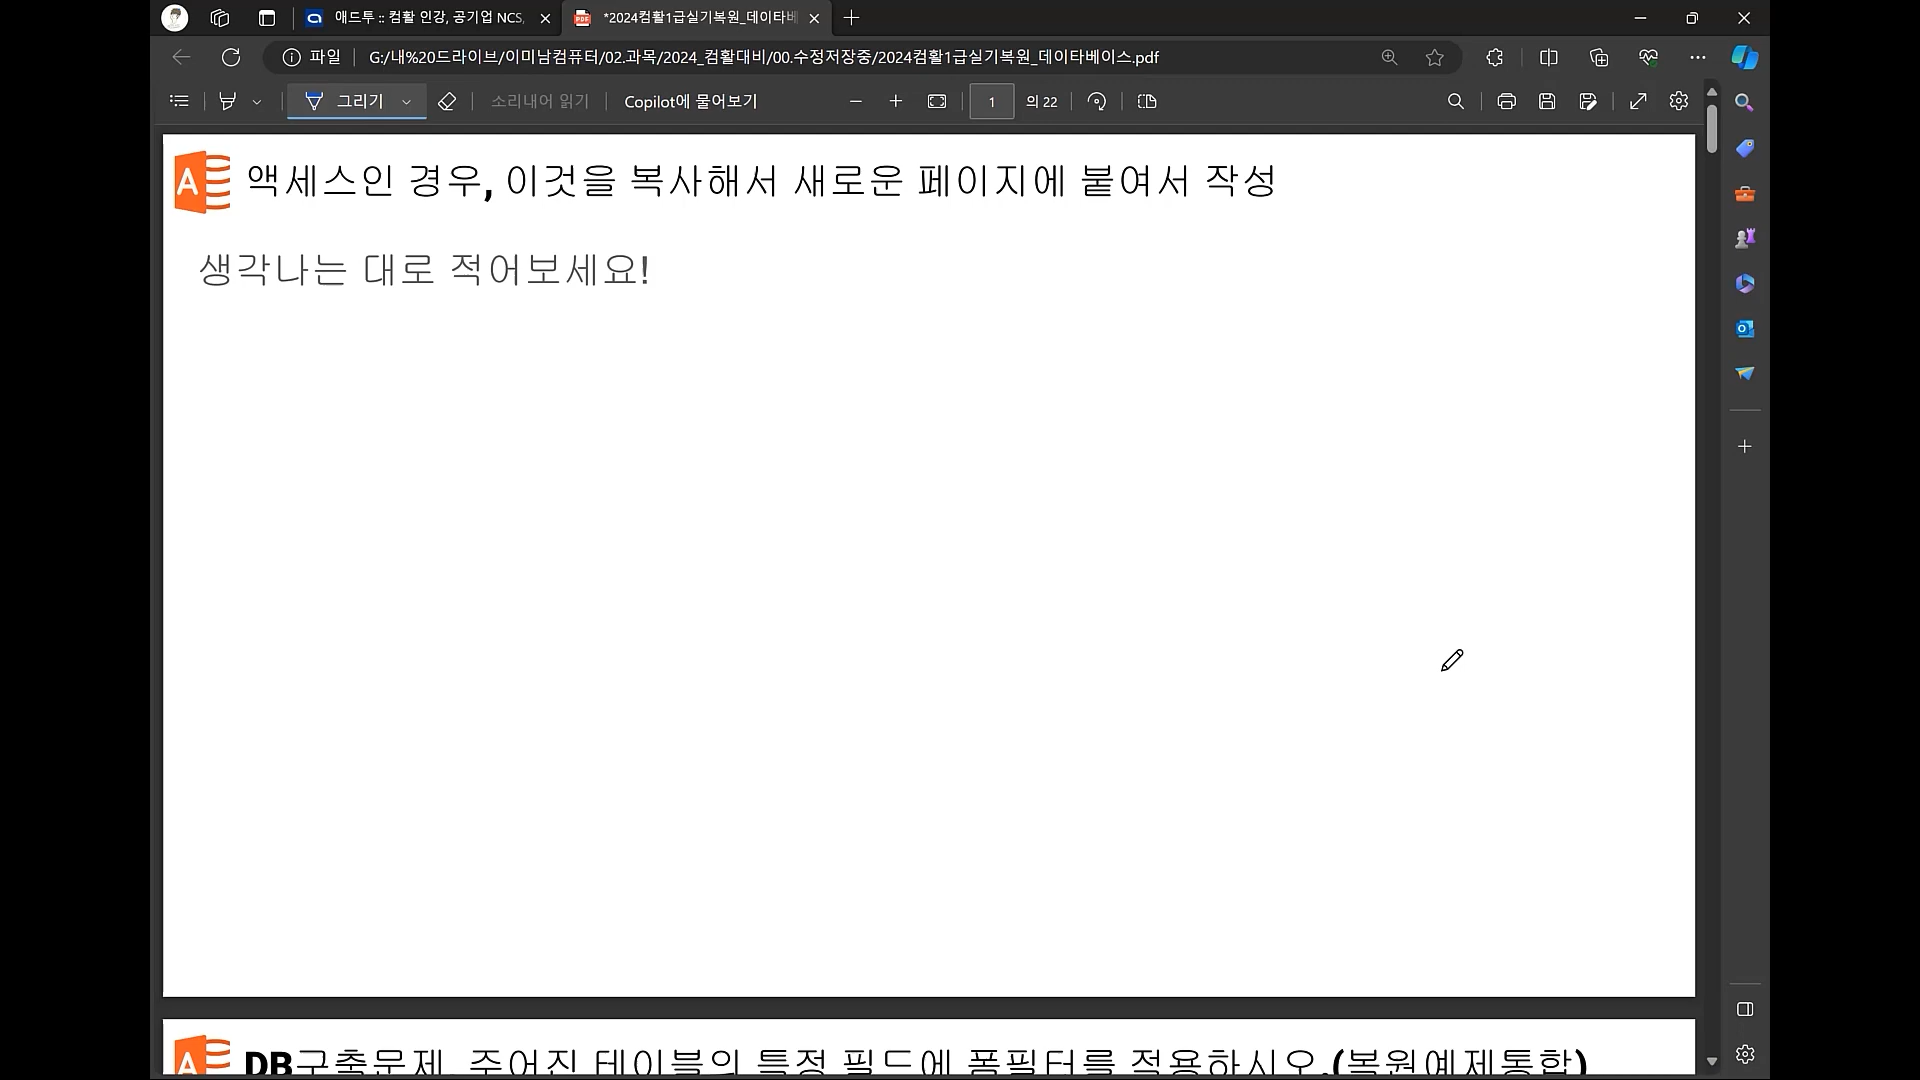 애드투 :: 컴활 인강, 공기업 NCS,
*2024컴활1급실기복원_데이타베
파일
G:/내%20드라이브/이미남컴퓨터/02.과목/2024_컴활대비/00.수정저장중/2024컴활1급실기복원_데이타베이스.pdf
그리기
소리내어 읽기
Copilot에 물어보기
1
의 22
액세스인 경우, 이것을 복사해서 새로운 페이지에 붙여서 작성
생각나는 대로 적어보세요!
DB구축문제. 주어진 테이블의 특정 필드에 폼필터를 적용하시오.(복원예제통합)